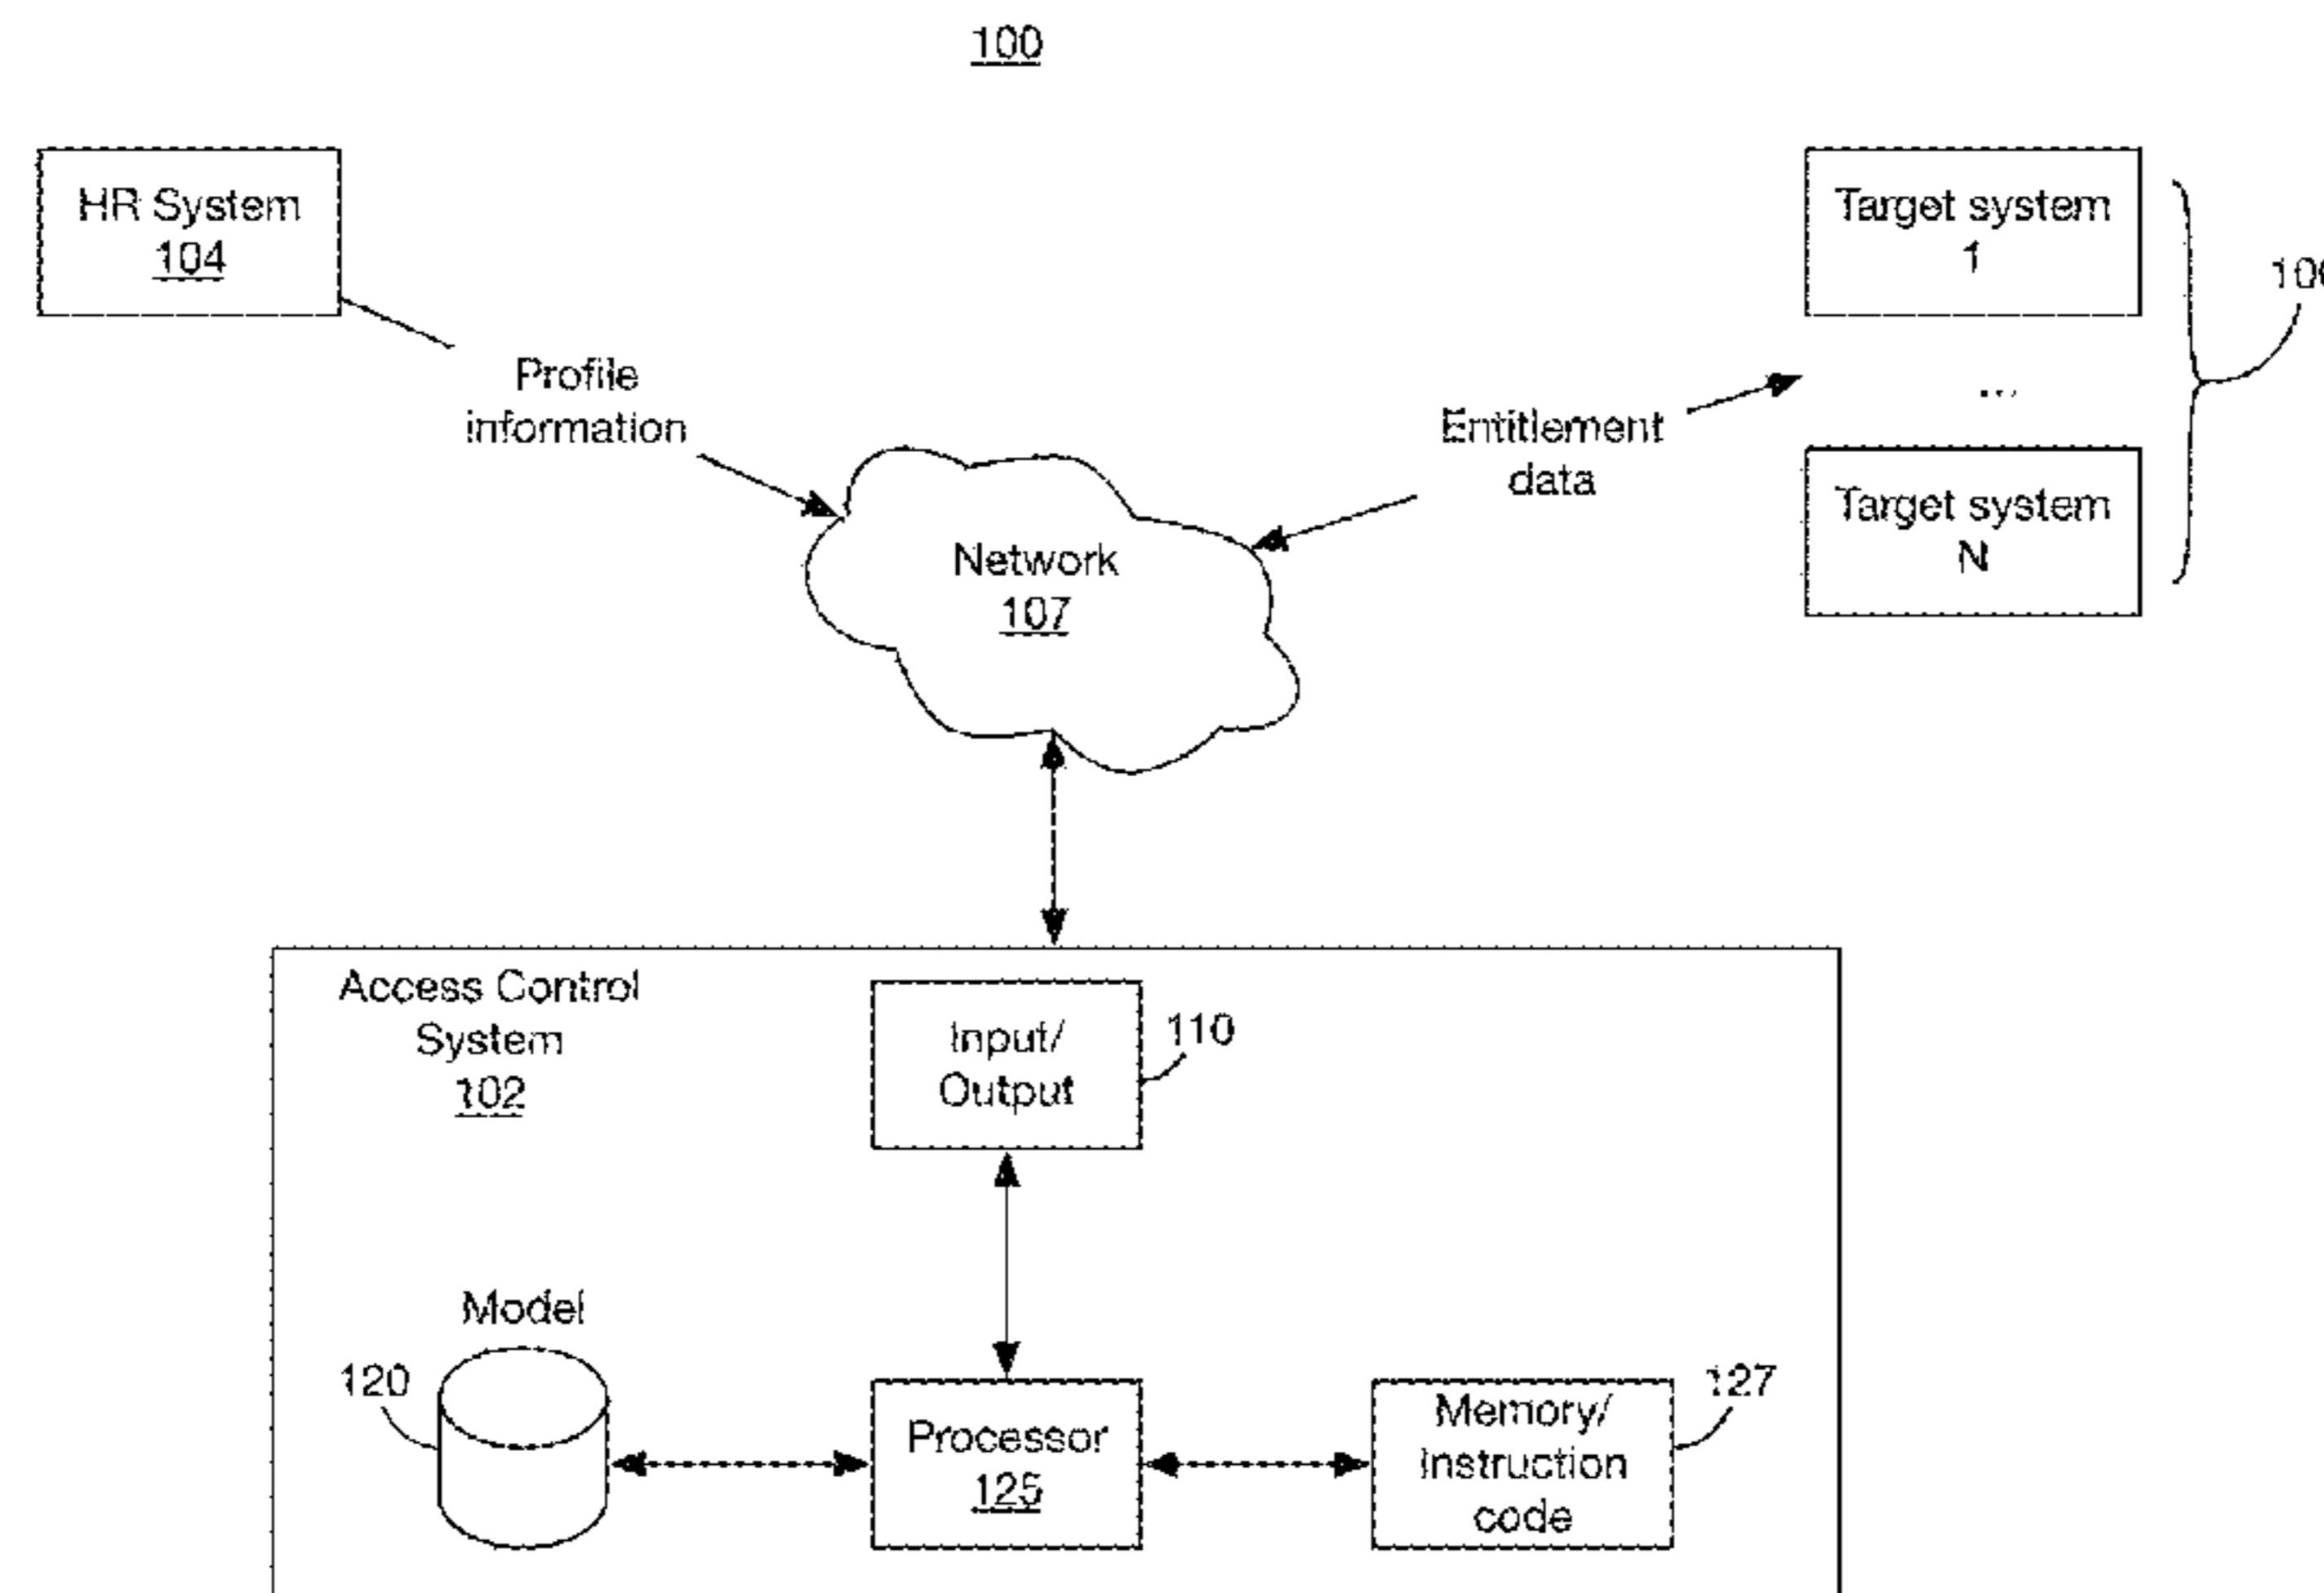 100
HR System
104
Target system
1
Profile
information
...
Entitlement
data
Target system
N
Network
107
Access Control
System
102
Input/
Output
110
Model
120
Processor
125
Memory/
Instruction
code
127